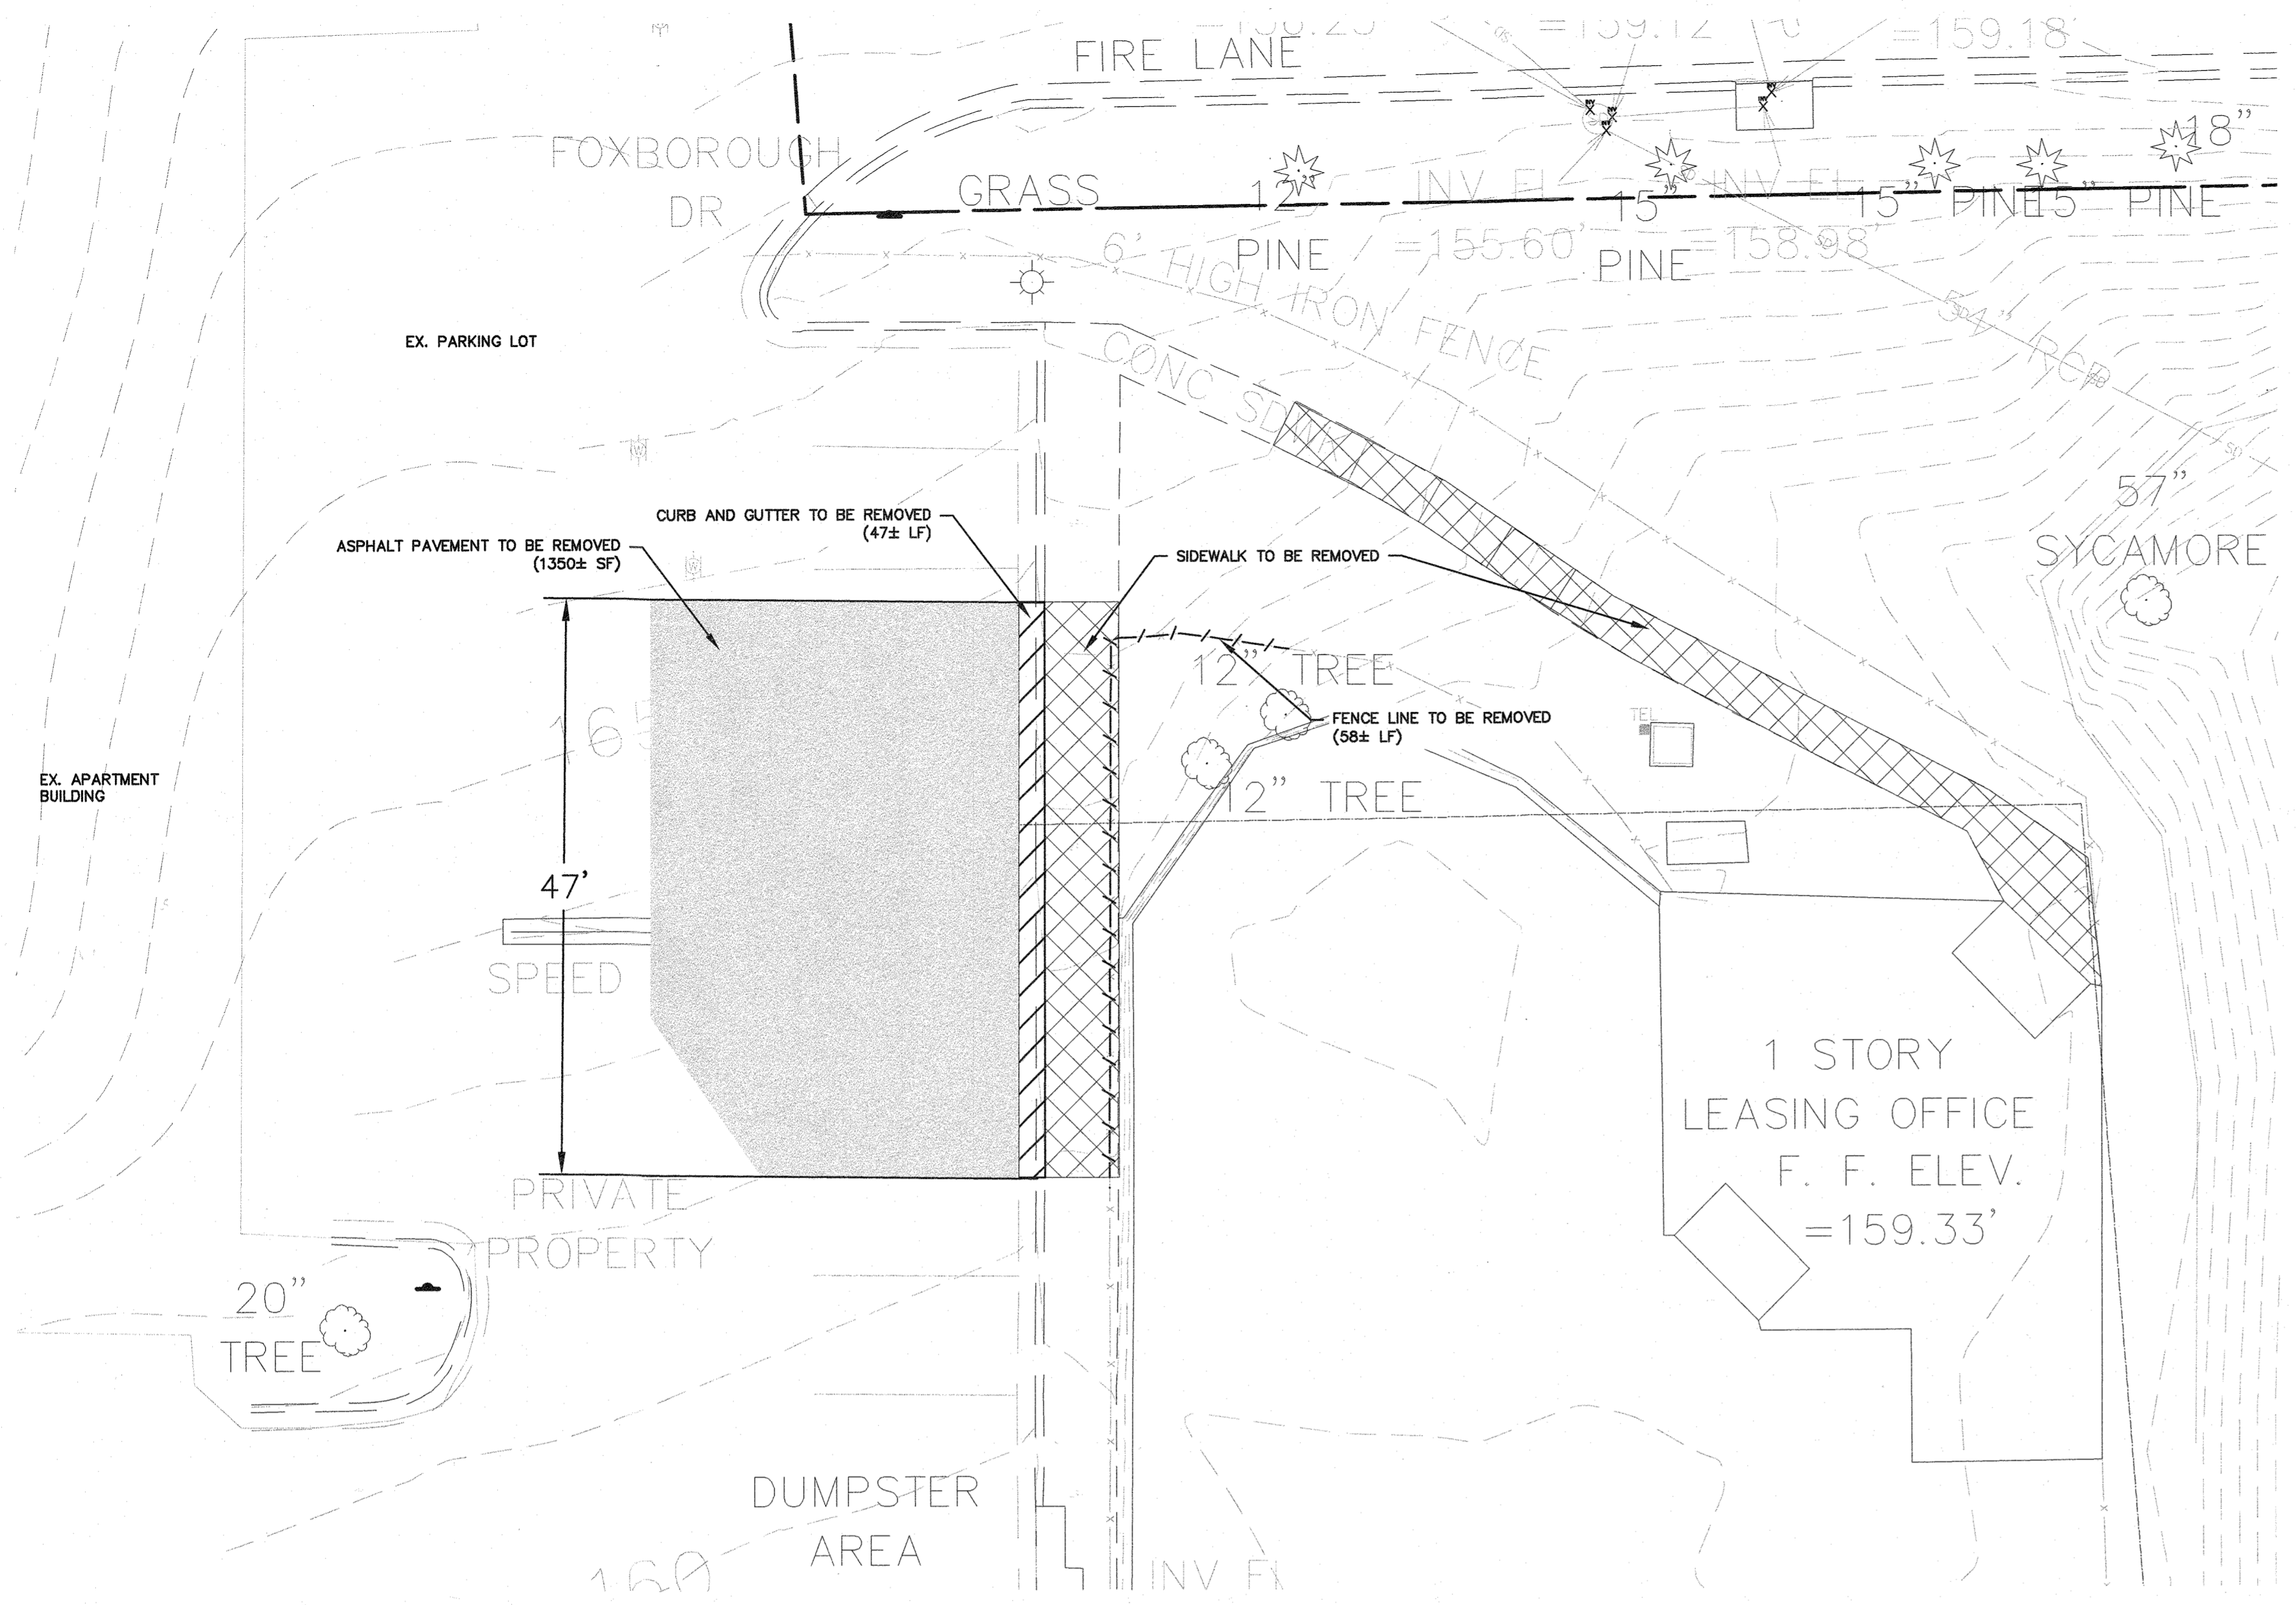 =159.12'
=159.18'
FIRE LANE
18"
FOXBOROUGH
DR
GRASS
12"
PINE
15"
PINE
15" PINE
15" PINE
INV EL
=155.60'
INV EL
=158.98'
6' HIGH IRON FENCE
54" RCP
CONC SDWK
EX. PARKING LOT
57"
SYCAMORE
CURB AND GUTTER TO BE REMOVED
(47± LF)
ASPHALT PAVEMENT TO BE REMOVED
(1350± SF)
SIDEWALK TO BE REMOVED
12" TREE
FENCE LINE TO BE REMOVED
(58± LF)
TEL
12" TREE
165
EX. APARTMENT
BUILDING
47'
SPEED
1 STORY
LEASING OFFICE
F. F. ELEV.
=159.33'
PRIVATE
PROPERTY
20"
TREE
DUMPSTER
AREA
160
INV EL